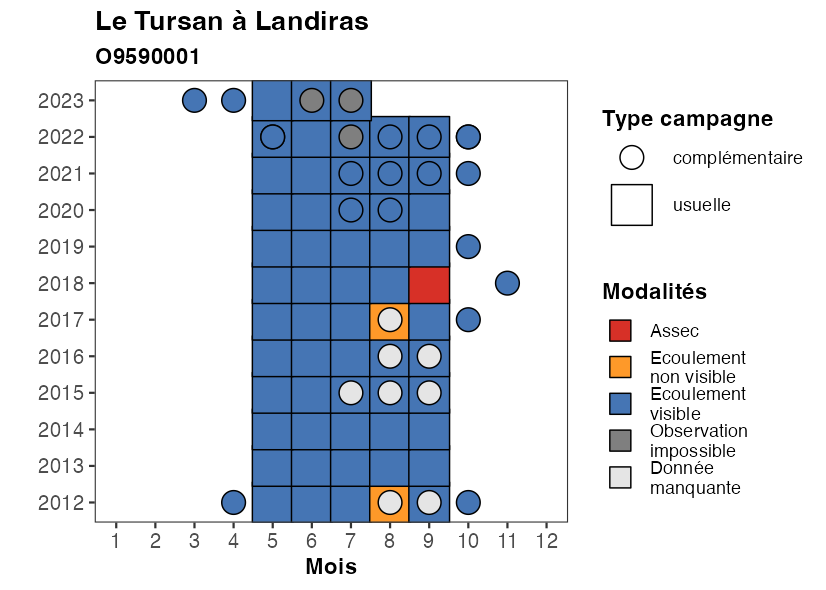 Le Tursan à Landiras
O9590001
2023
2022
2021
2020
2019
2018
2017
2016
2015
2014
2013
2012
1 2 3 4 5 6 7 8 9 10 11 12
Mois
Type campagne
complémentaire
usuelle
Modalités
Assec
Ecoulement
non visible
Ecoulement
visible
Observation
impossible
Donnée
manquante